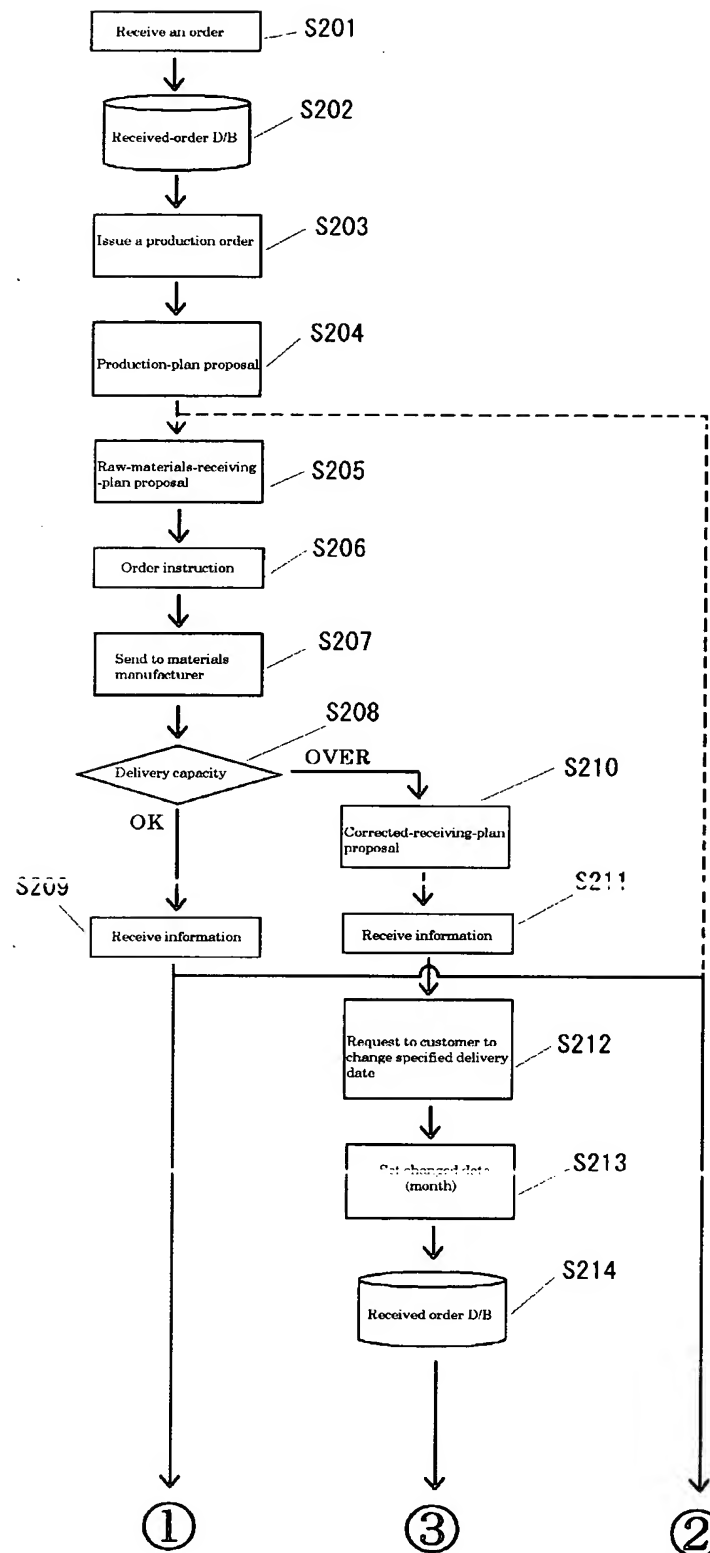 Receive an order
S201
Received-order D/B
S202
Issue a production order
S203
Production-plan proposal
S204
Raw-materials-receiving
-plan proposal
S205
Order instruction
S206
Send to materials
manufacturer
S207
Delivery capacity
S208
OVER
OK
Corrected-receiving-plan
proposal
S210
S209
Receive information
Receive information
S211
Request to customer to
change specified delivery
date
S212
Set changed date
(month)
S213
Received order D/B
S214
①
③
②